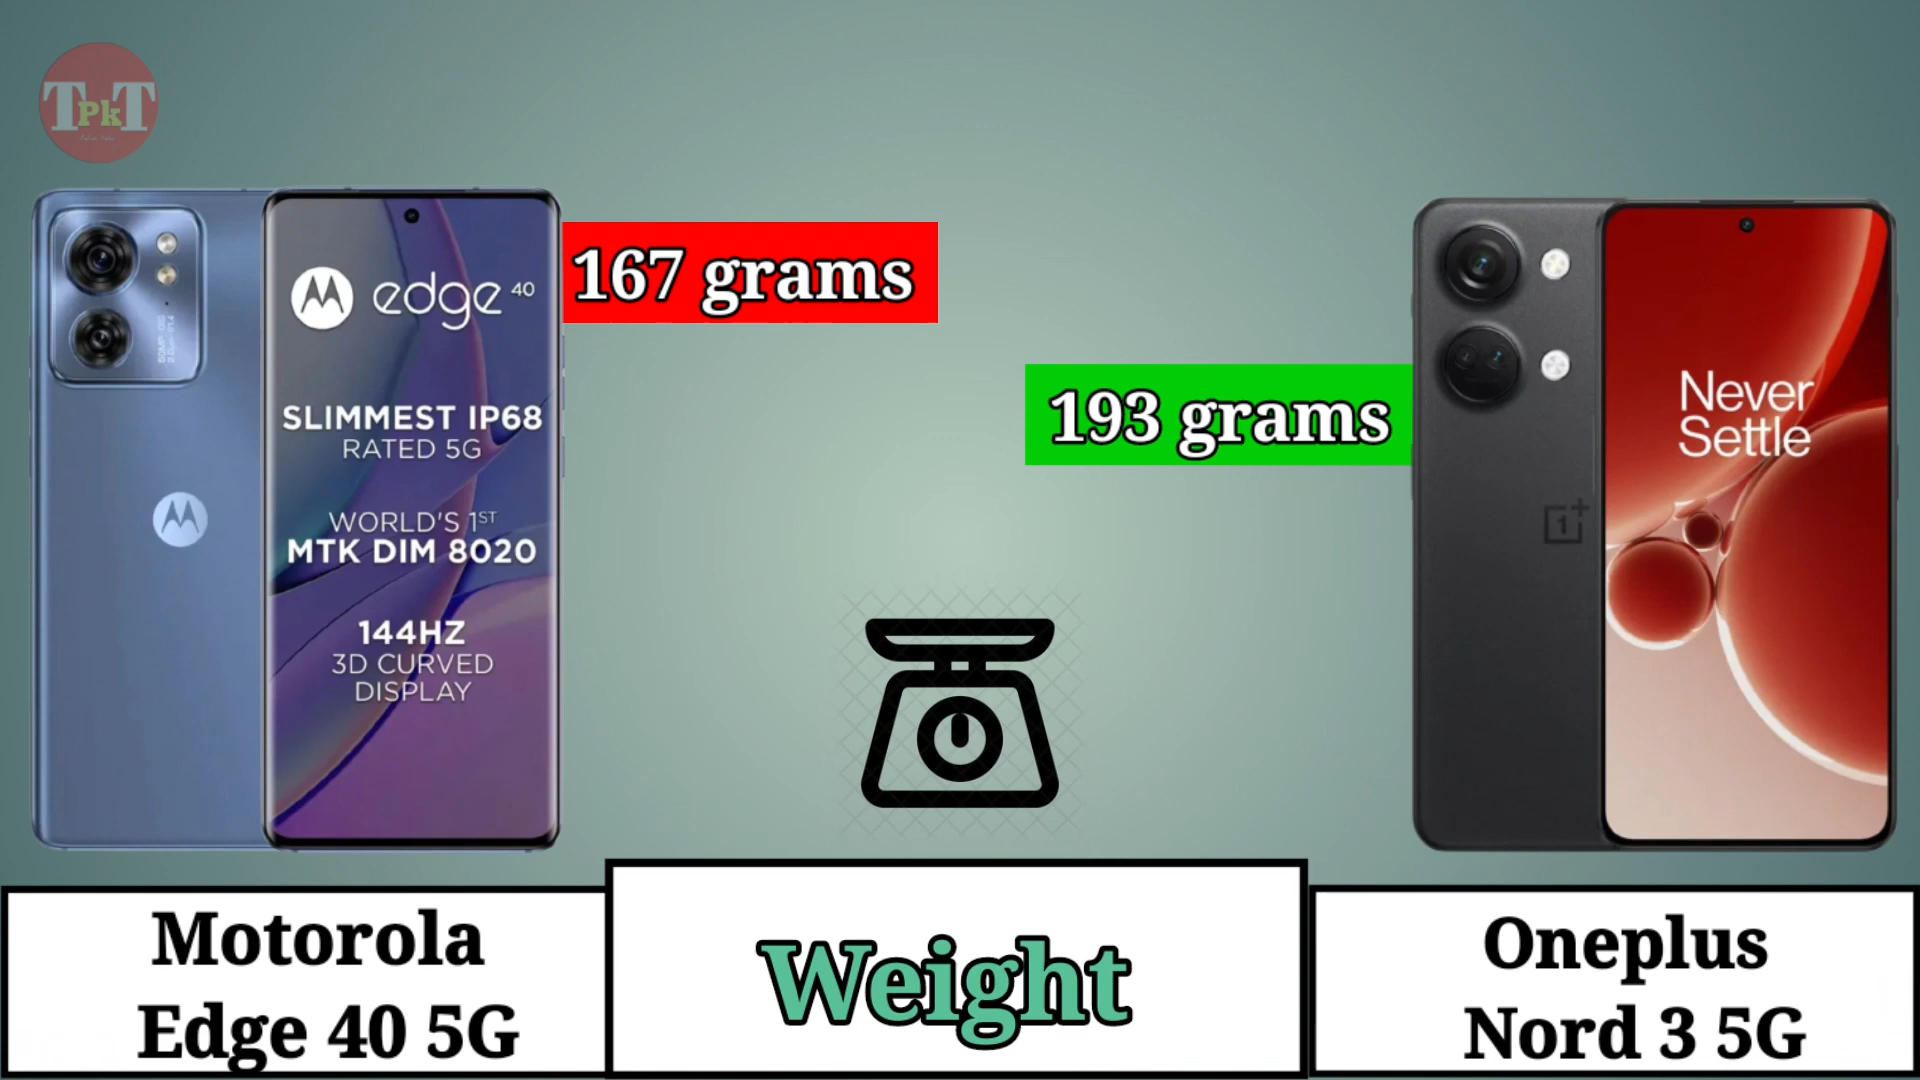 TPkT
167 grams
193 grams
edge 40
SLIMMEST IP68
RATED 5G
WORLD'S 1ST
MTK DIM 8020
144HZ
3D CURVED
DISPLAY
Never
Settle
Motorola
Edge 40 5G
Weight
Oneplus
Nord 3 5G